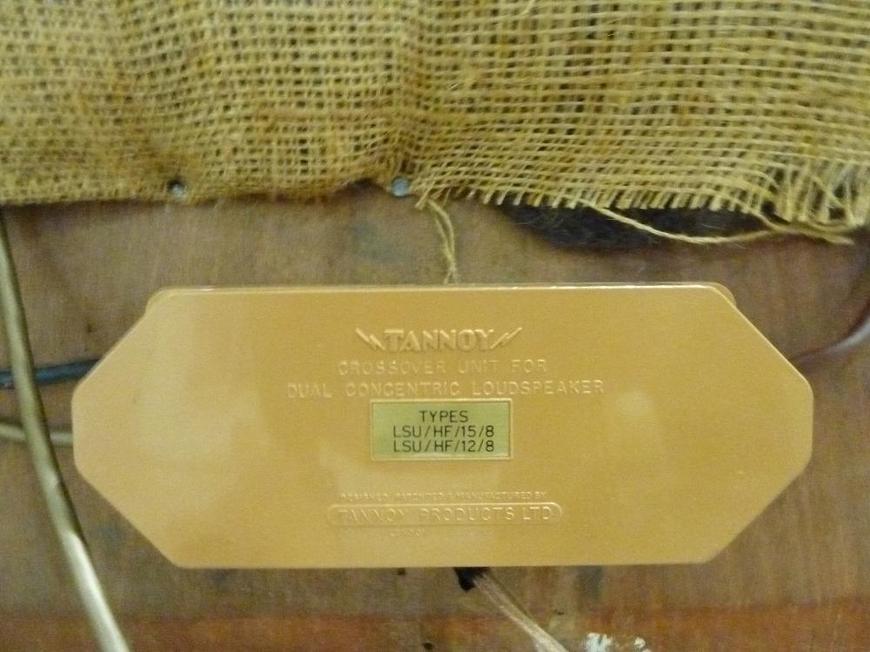 TANNOY
CROSSOVER UNIT FOR
DUAL CONCENTRIC LOUDSPEAKER
TYPES
LSU/HF/15/8
LSU/HF/12/8
DESIGNED, PATENTED & MANUFACTURED BY
TANNOY PRODUCTS LTD